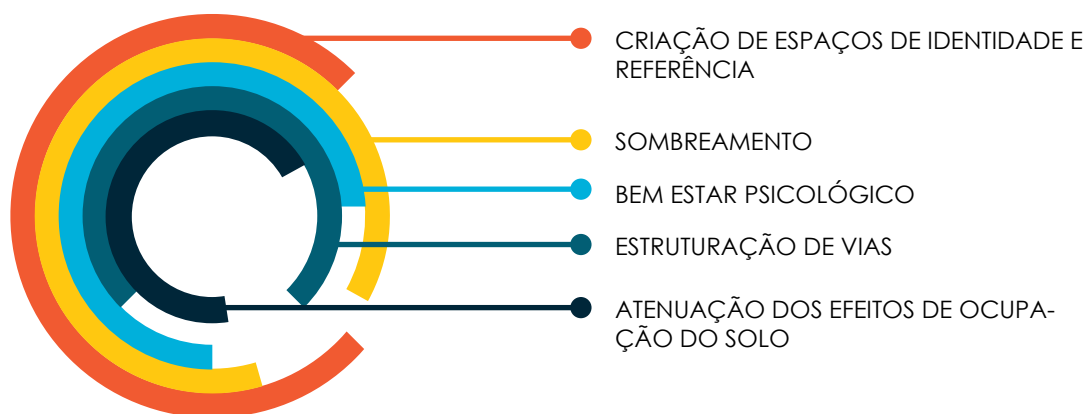 CRIAÇÃO DE ESPAÇOS DE IDENTIDADE E
REFERÊNCIA
SOMBREAMENTO
BEM ESTAR PSICOLÓGICO
ESTRUTURAÇÃO DE VIAS
ATENUAÇÃO DOS EFEITOS DE OCUPA-
ÇÃO DO SOLO